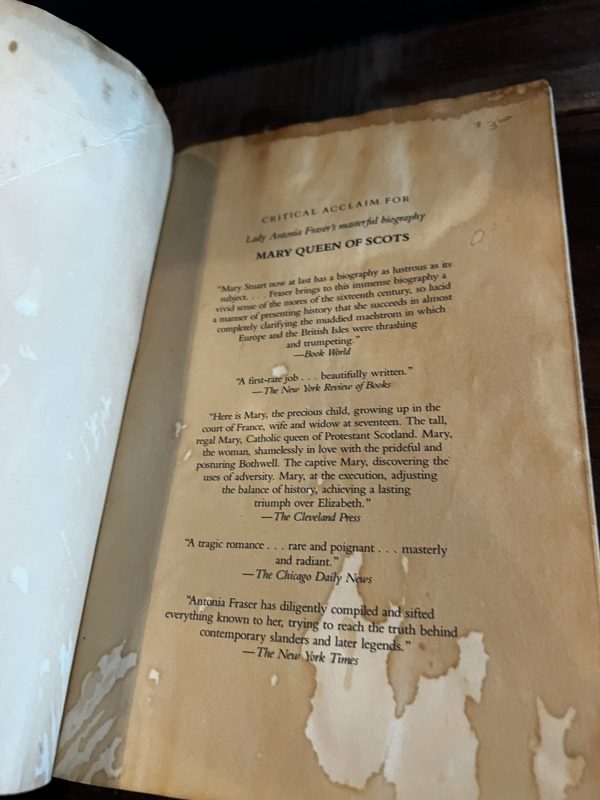 $3⁰⁰
CRITICAL ACCLAIM FOR
Lady Antonia Fraser's masterful biography
MARY QUEEN OF SCOTS
"Mary Stuart now at last has a biography as lustrous as its
subject. . . . Fraser brings to this immense biography a
vivid sense of the mores of the sixteenth century, so lucid
a manner of presenting history that she succeeds in almost
completely clarifying the muddied maelstrom in which
Europe and the British Isles were thrashing
and trumpeting."
—Book World
"A first-rate job . . . beautifully written."
—The New York Review of Books
"Here is Mary, the precious child, growing up in the
court of France, wife and widow at seventeen. The tall,
regal Mary, Catholic queen of Protestant Scotland. Mary,
the woman, shamelessly in love with the prideful and
posturing Bothwell. The captive Mary, discovering the
uses of adversity. Mary, at the execution, adjusting
the balance of history, achieving a lasting
triumph over Elizabeth."
—The Cleveland Press
"A tragic romance . . . rare and poignant . . . masterly
and radiant."
—The Chicago Daily News
"Antonia Fraser has diligently compiled and sifted
everything known to her, trying to reach the truth behind
contemporary slanders and later legends."
—The New York Times